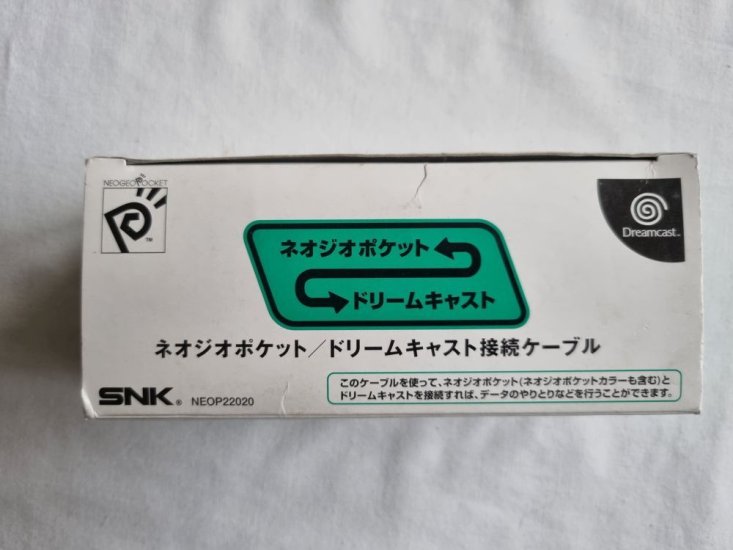 NEOGEO POCKET
TM
Dreamcast™
ネオジオポケット
ドリームキャスト
ネオジオポケット／ドリームキャスト接続ケーブル
SNK® NEOP22020
このケーブルを使って、ネオジオポケット(ネオジオポケットカラーも含む)と
ドリームキャストを接続すれば、データのやりとりなどを行うことができます。